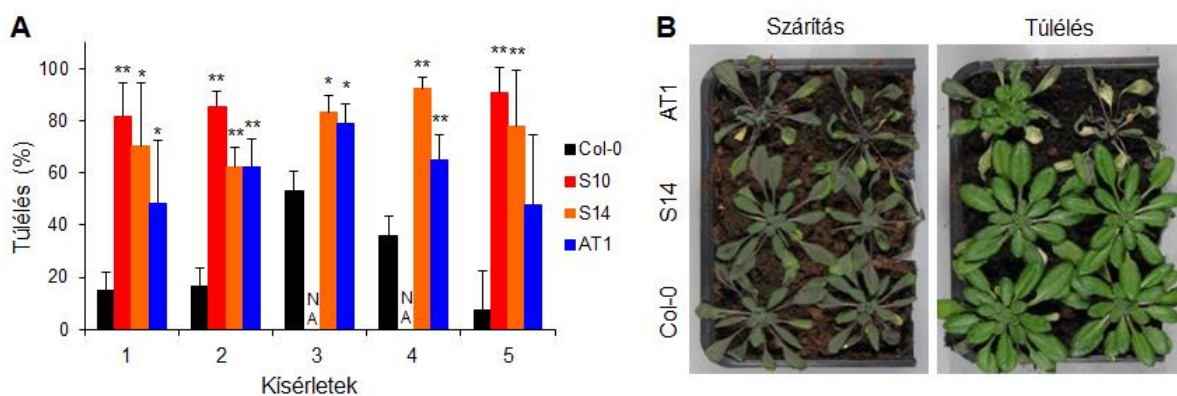 A
Túlélés (%)
100
80
60
40
20
0
** * *
** ** **
N
A
* *
N
A
** **
** **
1 2 3 4 5
Kísérletek
Col-0
S10
S14
AT1
B
Szárítás Túlélés
AT1
S14
Col-0